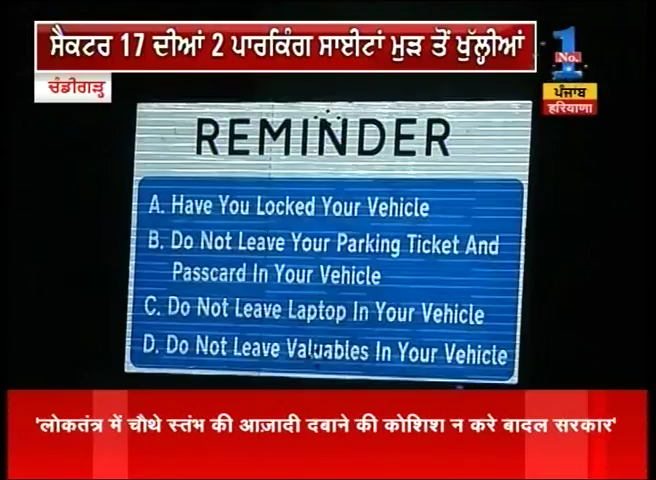 ਸੈਕਟਰ 17 ਦੀਆਂ 2 ਪਾਰਕਿੰਗ ਸਾਈਟਾਂ ਮੁੜ ਤੋਂ ਖੁੱਲ੍ਹੀਆਂ
ਚੰਡੀਗੜ੍ਹ
No. 1
ਪੰਜਾਬ
हरियाणा
REMINDER
A. Have You Locked Your Vehicle
B. Do Not Leave Your Parking Ticket And
Passcard In Your Vehicle
C. Do Not Leave Laptop In Your Vehicle
D. Do Not Leave Valuables In Your Vehicle
'लोकतंत्र में चौथे स्तंभ की आज़ादी दबाने की कोशिश न करे बादल सरकार'